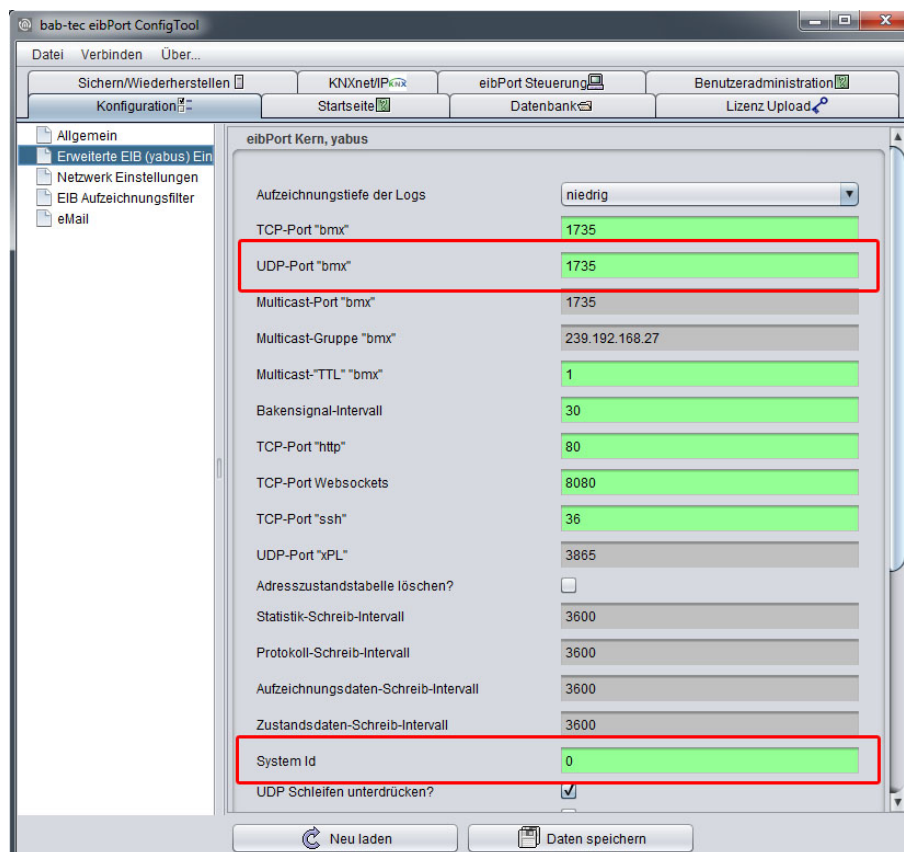 bab-tec eibPort ConfigTool
Datei Verbinden Über...
Sichern/Wiederherstellen KNXnet/IP KNX eibPort Steuerung Benutzeradministration
Konfiguration Startseite Datenbank Lizenz Upload
Allgemein
Erweiterte EIB (yabus) Ein
Netzwerk Einstellungen
EIB Aufzeichnungsfilter
eMail
eibPort Kern, yabus
Aufzeichnungstiefe der Logs niedrig
TCP-Port "bmx" 1735
UDP-Port "bmx" 1735
Multicast-Port "bmx" 1735
Multicast-Gruppe "bmx" 239.192.168.27
Multicast-"TTL" "bmx" 1
Bakensignal-Intervall 30
TCP-Port "http" 80
TCP-Port Websockets 8080
TCP-Port "ssh" 36
UDP-Port "xPL" 3865
Adresszustandstabelle löschen?
Statistik-Schreib-Intervall 3600
Protokoll-Schreib-Intervall 3600
Aufzeichnungsdaten-Schreib-Intervall 3600
Zustandsdaten-Schreib-Intervall 3600
System Id 0
UDP Schleifen unterdrücken?
Neu laden Daten speichern